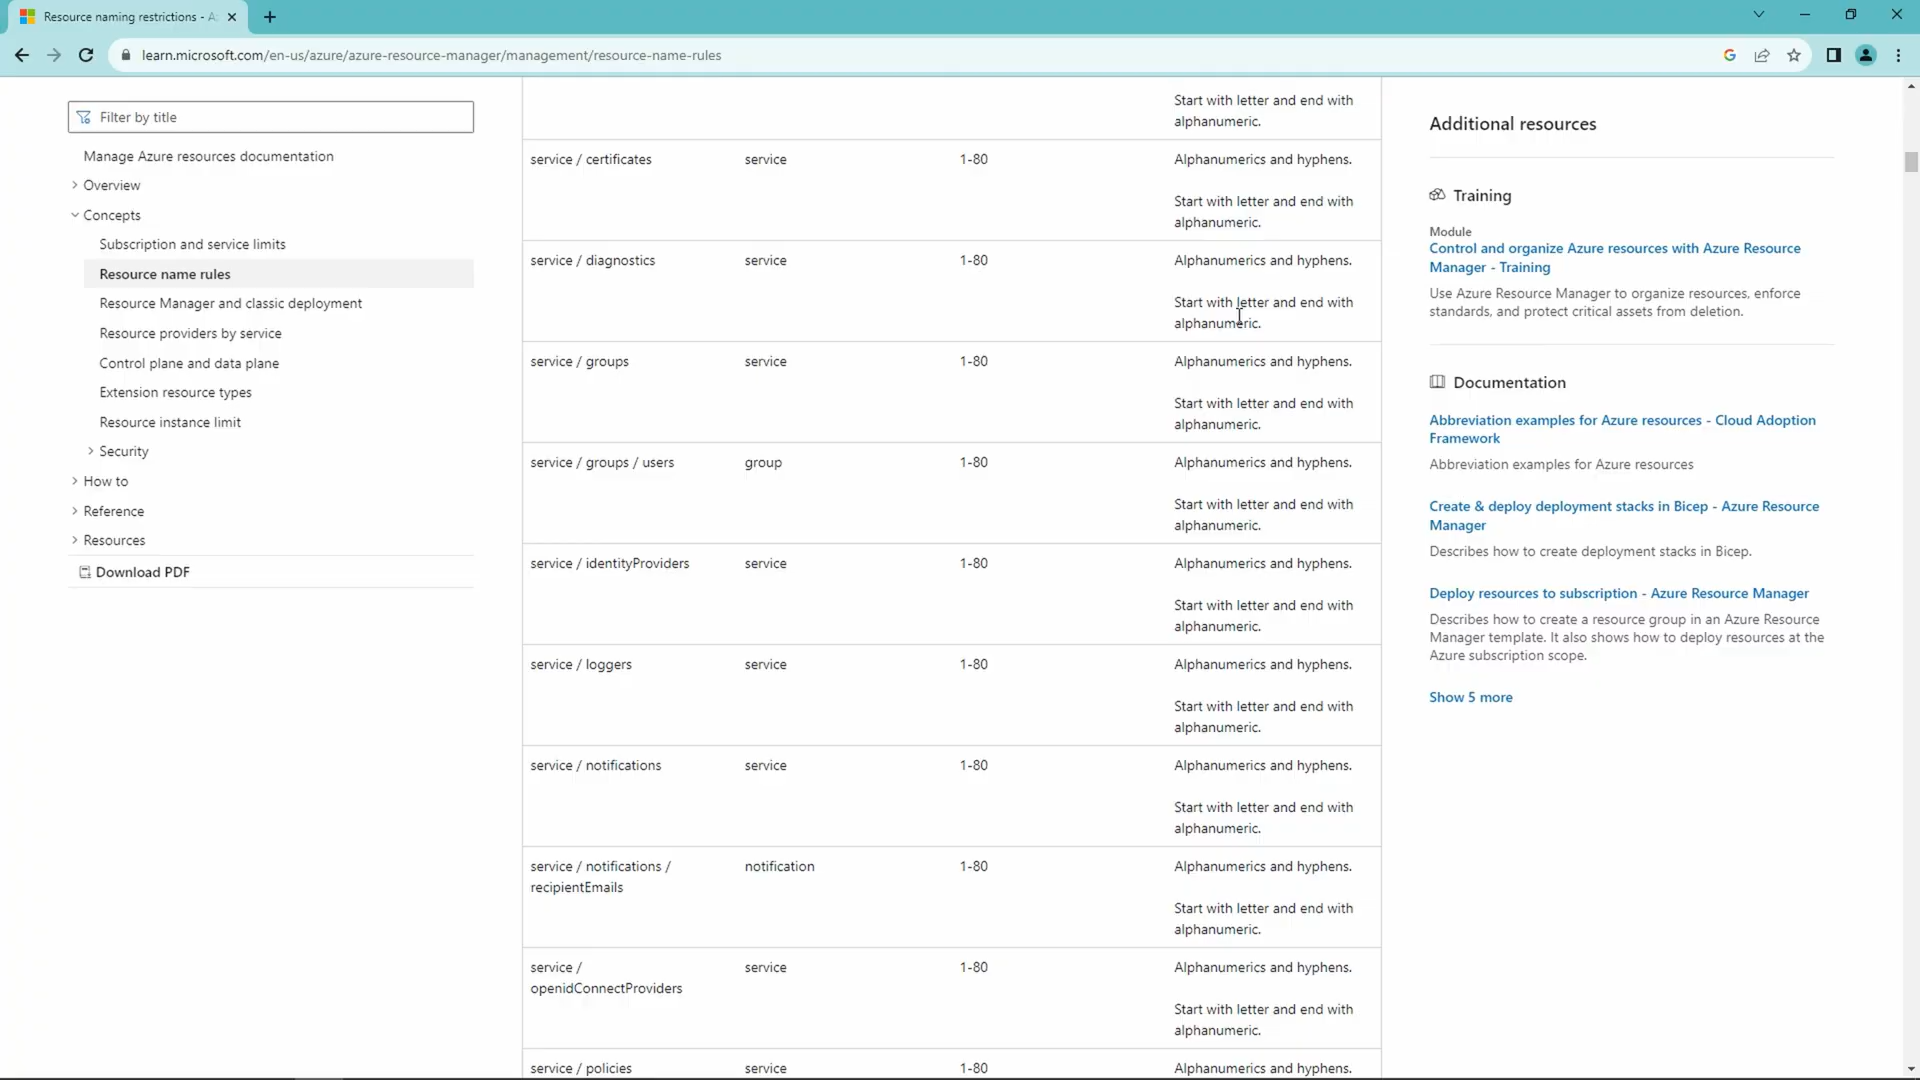 Resource naming restrictions - A
learn.microsoft.com/en-us/azure/azure-resource-manager/management/resource-name-rules
Filter by title
Manage Azure resources documentation
Overview
Concepts
Subscription and service limits
Resource name rules
Resource Manager and classic deployment
Resource providers by service
Control plane and data plane
Extension resource types
Resource instance limit
Security
How to
Reference
Resources
Download PDF
Start with letter and end with
alphanumeric.
service / certificates service 1-80 Alphanumerics and hyphens.
Start with letter and end with
alphanumeric.
service / diagnostics service 1-80 Alphanumerics and hyphens.
Start with letter and end with
alphanumeric.
service / groups service 1-80 Alphanumerics and hyphens.
Start with letter and end with
alphanumeric.
service / groups / users group 1-80 Alphanumerics and hyphens.
Start with letter and end with
alphanumeric.
service / identityProviders service 1-80 Alphanumerics and hyphens.
Start with letter and end with
alphanumeric.
service / loggers service 1-80 Alphanumerics and hyphens.
Start with letter and end with
alphanumeric.
service / notifications service 1-80 Alphanumerics and hyphens.
Start with letter and end with
alphanumeric.
service / notifications / notification 1-80 Alphanumerics and hyphens.
recipientEmails
Start with letter and end with
alphanumeric.
service / service 1-80 Alphanumerics and hyphens.
openidConnectProviders
Start with letter and end with
alphanumeric.
service / policies service 1-80 Alphanumerics and hyphens.
Additional resources
Training
Module
Control and organize Azure resources with Azure Resource
Manager - Training
Use Azure Resource Manager to organize resources, enforce
standards, and protect critical assets from deletion.
Documentation
Abbreviation examples for Azure resources - Cloud Adoption
Framework
Abbreviation examples for Azure resources
Create & deploy deployment stacks in Bicep - Azure Resource
Manager
Describes how to create deployment stacks in Bicep.
Deploy resources to subscription - Azure Resource Manager
Describes how to create a resource group in an Azure Resource
Manager template. It also shows how to deploy resources at the
Azure subscription scope.
Show 5 more